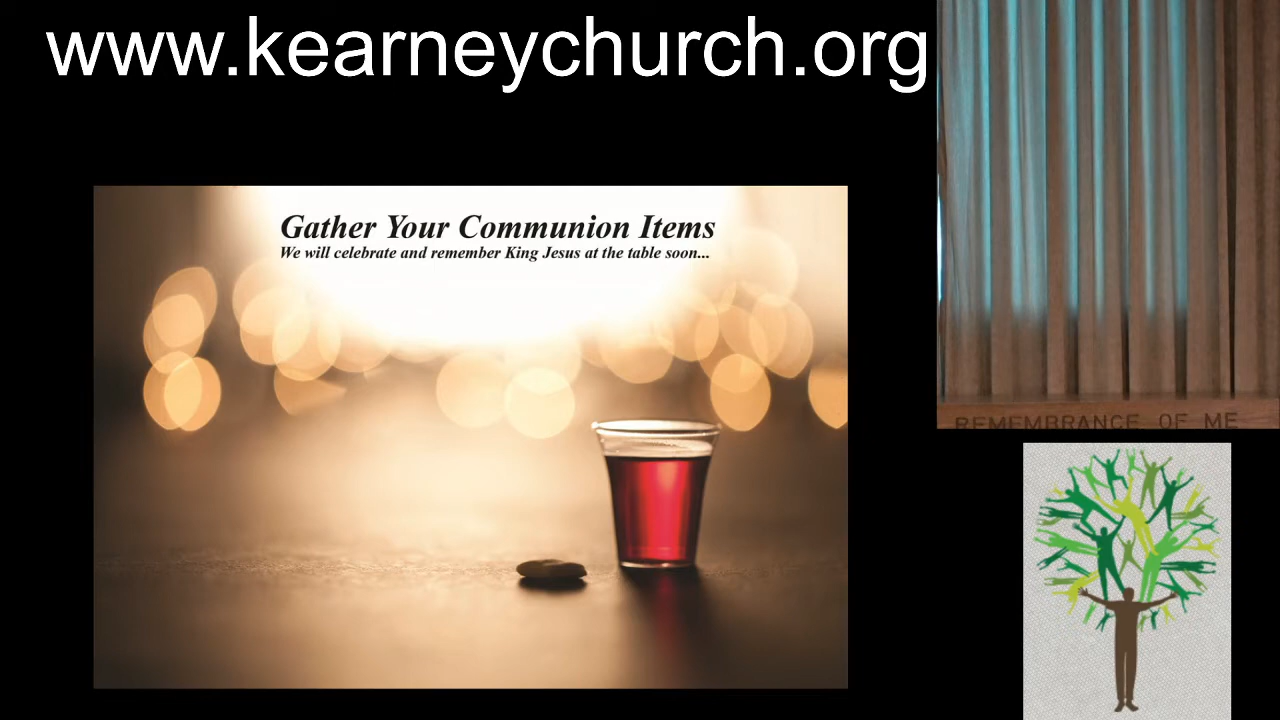 www.kearneychurch.org
Gather Your Communion Items
We will celebrate and remember King Jesus at the table soon...
REMEMBRANCE OF ME